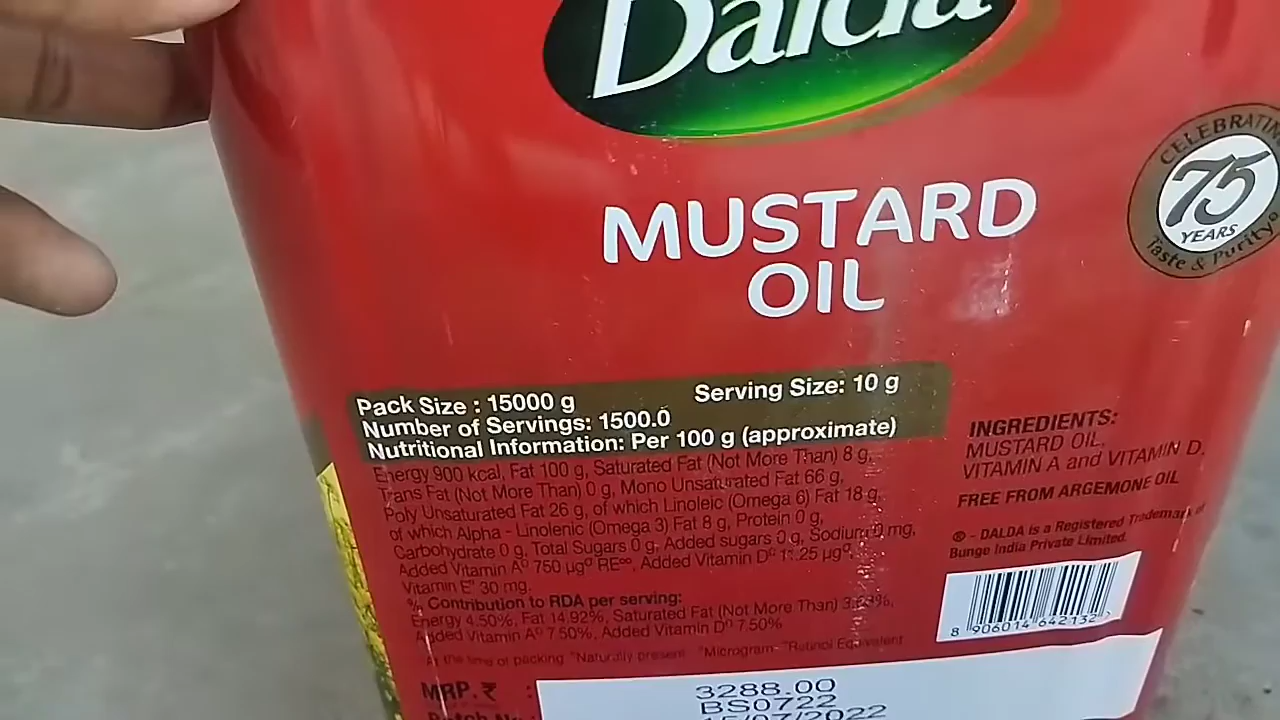 Dalda
MUSTARD
OIL
CELEBRATING
75
YEARS
Taste & Purity
Pack Size : 15000 g
Serving Size: 10 g
Number of Servings: 1500.0
Nutritional Information: Per 100 g (approximate)
Energy 900 kcal, Fat 100 g, Saturated Fat (Not More Than) 8 g,
Trans Fat (Not More Than) 0 g, Mono Unsaturated Fat 66 g,
Poly Unsaturated Fat 26 g, of which Linoleic (Omega 6) Fat 18 g,
of which Alpha - Linolenic (Omega 3) Fat 8 g, Protein 0 g,
Carbohydrate 0 g, Total Sugars 0 g, Added sugars 0 g, Sodium 0 mg,
Added Vitamin A 750 µg RE, Added Vitamin D 11.25 µg,
Vitamin E 30 mg.
% Contribution to RDA per serving:
Energy 4.50%, Fat 14.92%, Saturated Fat (Not More Than)
Added Vitamin A 7.50%, Added Vitamin D 7.50%
At the time of packing Naturally present Microgram Retinol Equivalent
INGREDIENTS:
MUSTARD OIL,
VITAMIN A and VITAMIN D.
FREE FROM ARGEMONE OIL
® - DALDA is a Registered Trademark of
Bunge India Private Limited.
8 906014 642132
MRP. ₹ : 3288.00
Batch No BS0722
15/07/2022